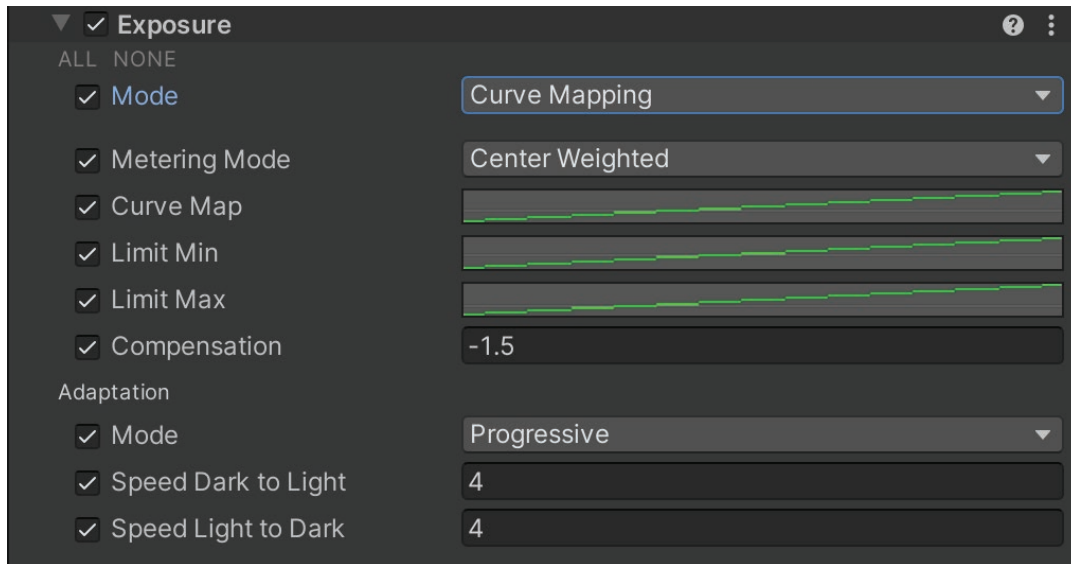 Exposure
ALL NONE
Mode Curve Mapping
Metering Mode Center Weighted
Curve Map
Limit Min
Limit Max
Compensation -1.5
Adaptation
Mode Progressive
Speed Dark to Light 4
Speed Light to Dark 4